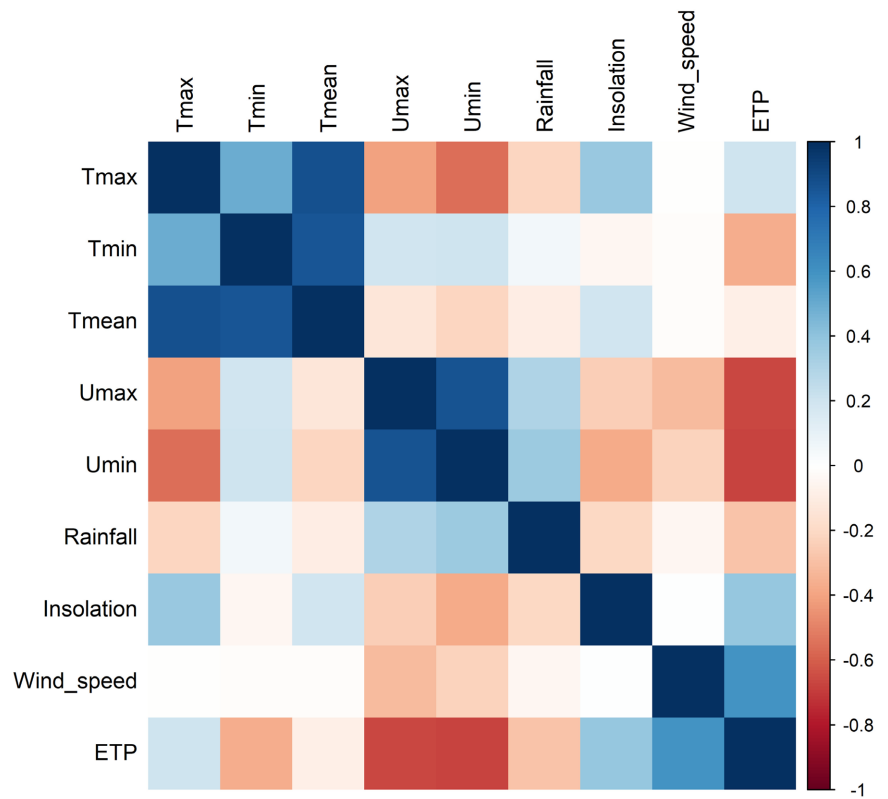 Tmax
Tmin
Tmean
Umax
Umin
Rainfall
Insolation
Wind_speed
ETP
Tmax
Tmin
Tmean
Umax
Umin
Rainfall
Insolation
Wind_speed
ETP
1
0.8
0.6
0.4
0.2
0
-0.2
-0.4
-0.6
-0.8
-1